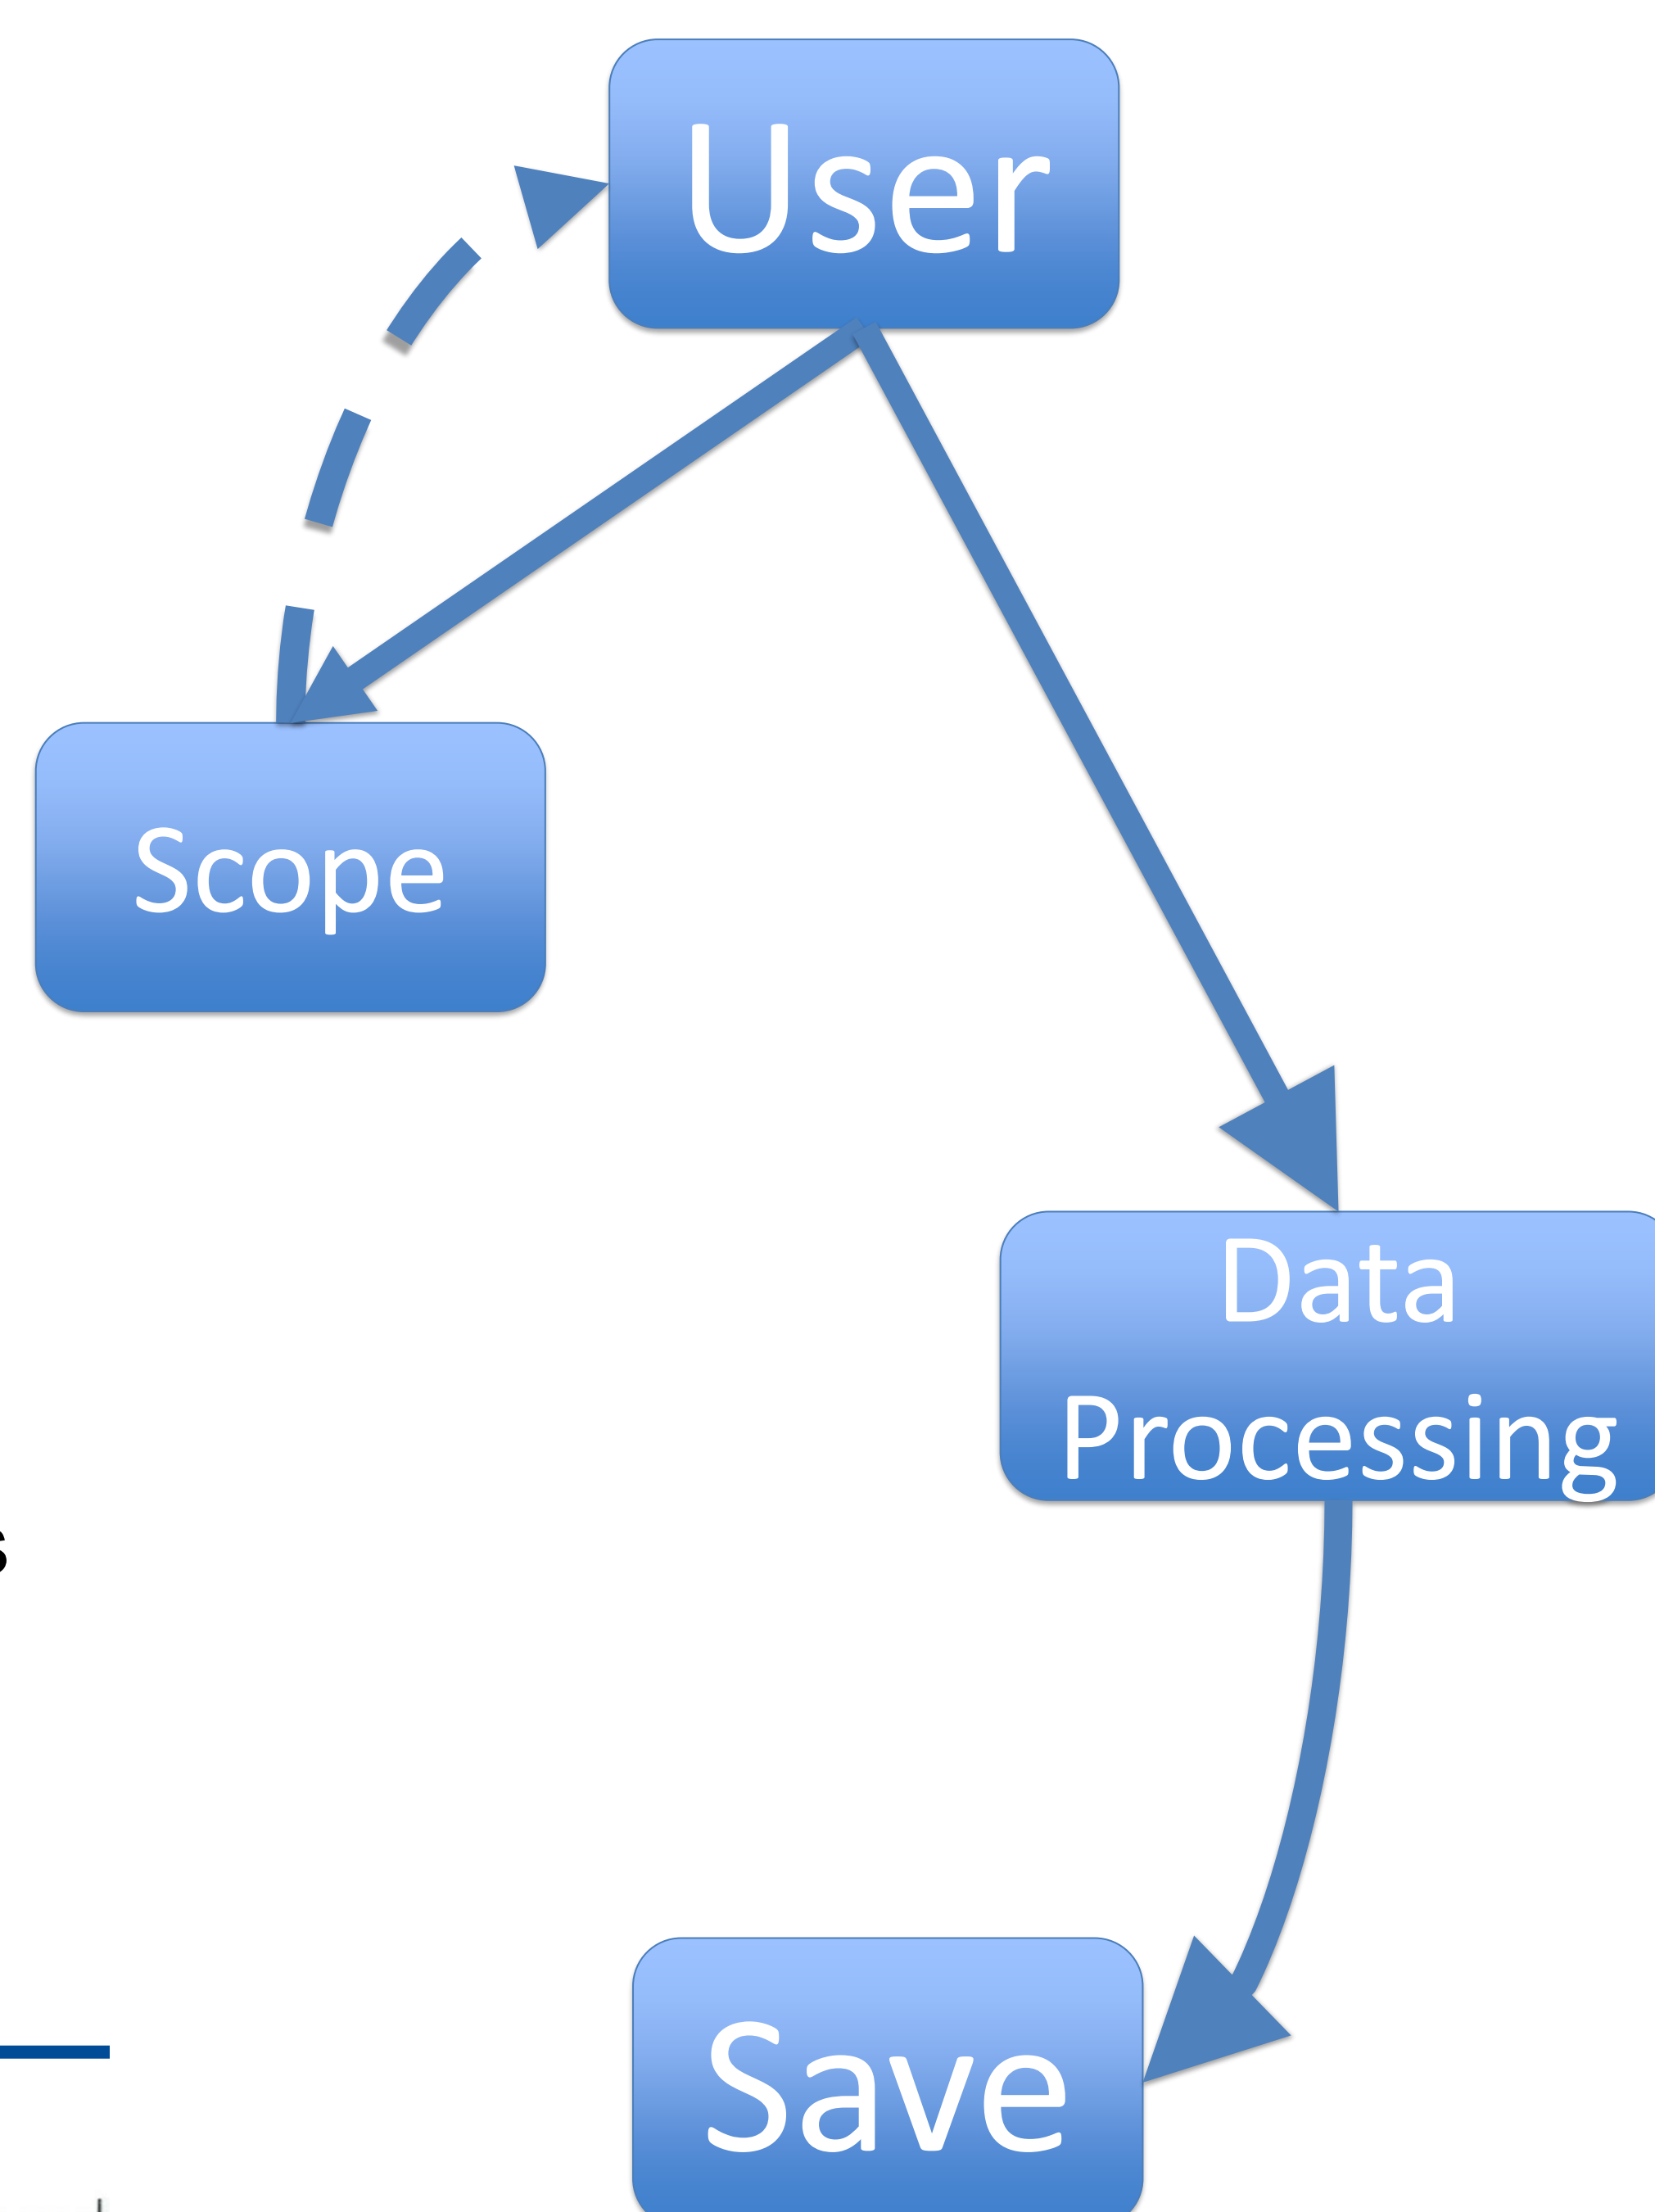 User
Scope
Data
Processing
s
Save